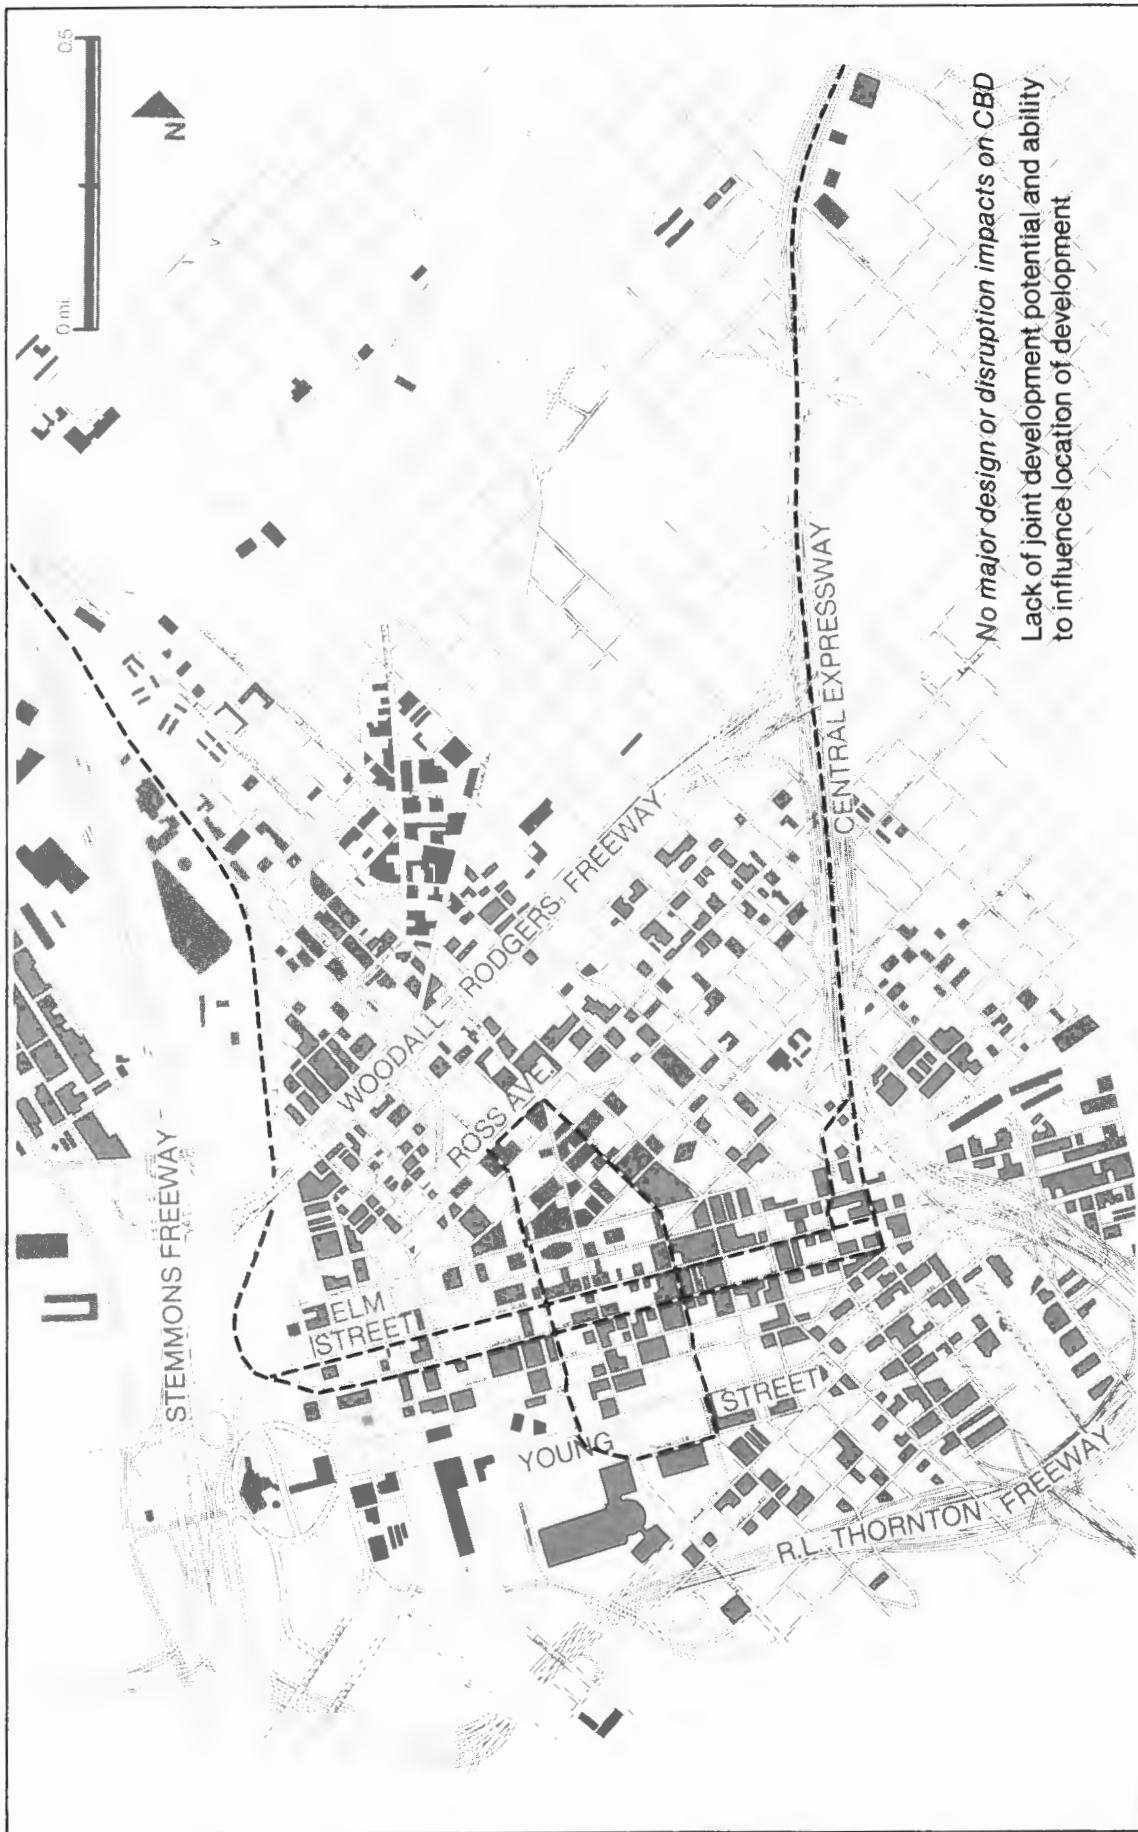 0 mi.
0.5
N
STEMMONS FREEWAY
WOODALL RODGERS FREEWAY
ROSS AVE.
ELM
STREET
YOUNG
STREET
CENTRAL EXPRESSWAY
R.L. THORNTON FREEWAY
No major design or disruption impacts on CBD
Lack of joint development potential and ability
to influence location of development